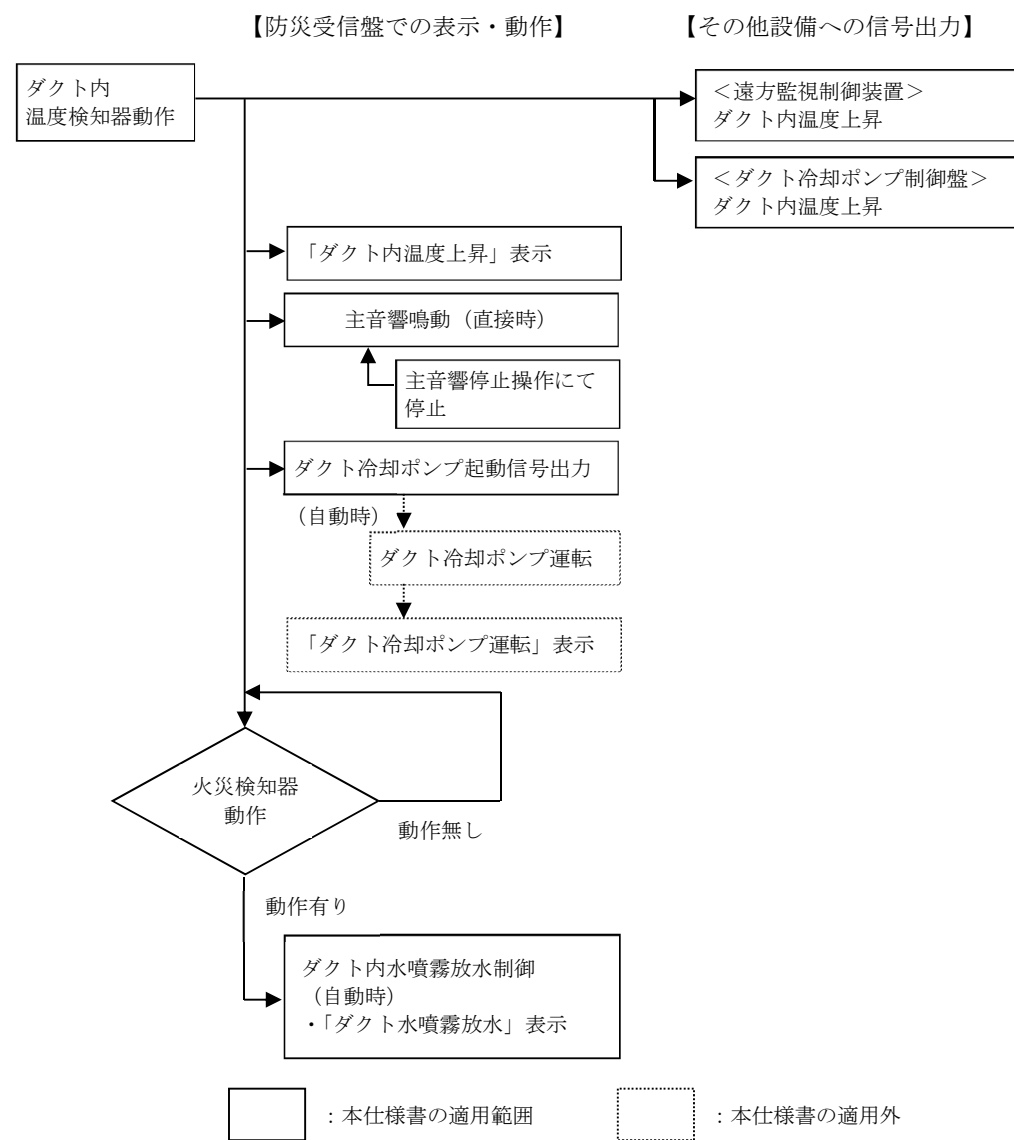 【防災受信盤での表示・動作】
【その他設備への信号出力】
ダクト内
温度検知器動作
＜遠方監視制御装置＞
ダクト内温度上昇
＜ダクト冷却ポンプ制御盤＞
ダクト内温度上昇
「ダクト内温度上昇」表示
主音響鳴動（直接時）
主音響停止操作にて
停止
ダクト冷却ポンプ起動信号出力
（自動時）
ダクト冷却ポンプ運転
「ダクト冷却ポンプ運転」表示
火災検知器
動作
動作無し
動作有り
ダクト内水噴霧放水制御
（自動時）
・「ダクト水噴霧放水」表示
：本仕様書の適用範囲
：本仕様書の適用外